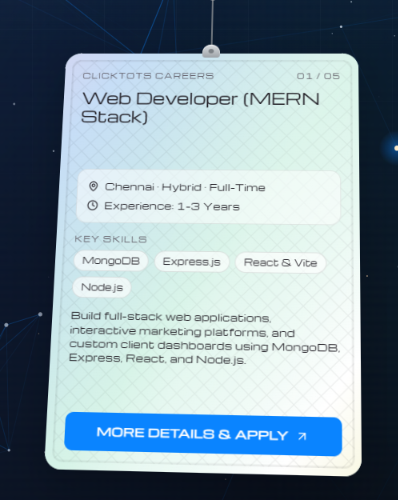 CLICKTOTS CAREERS 01 / 05
Web Developer (MERN
Stack)
Chennai · Hybrid · Full-Time
Experience: 1-3 Years
KEY SKILLS
MongoDB Express.js React & Vite
Node.js
Build full-stack web applications,
interactive marketing platforms, and
custom client dashboards using MongoDB,
Express, React, and Node.js.
MORE DETAILS & APPLY ↗